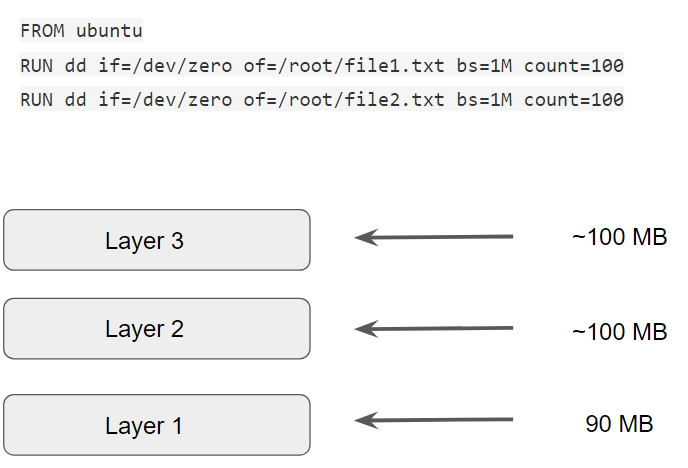 FROM ubuntu
RUN dd if=/dev/zero of=/root/file1.txt bs=1M count=100
RUN dd if=/dev/zero of=/root/file2.txt bs=1M count=100
Layer 3 ~100 MB
Layer 2 ~100 MB
Layer 1 90 MB